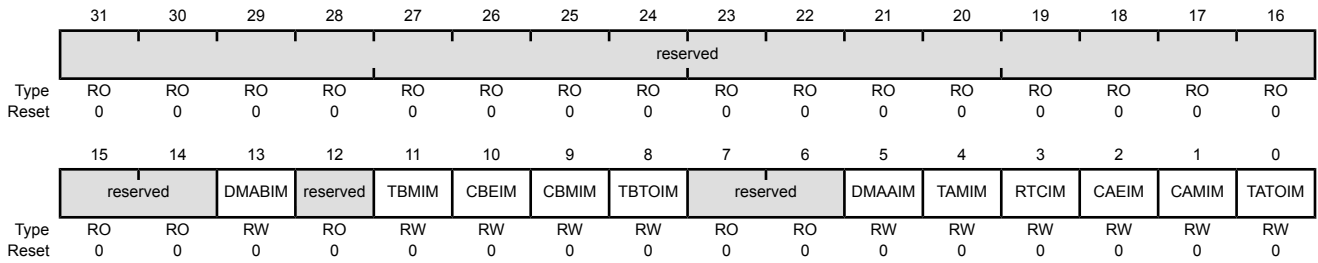 31 30 29 28 27 26 25 24 23 22 21 20 19 18 17 16
reserved
Type RO RO RO RO RO RO RO RO RO RO RO RO RO RO RO RO
Reset 0 0 0 0 0 0 0 0 0 0 0 0 0 0 0 0
15 14 13 12 11 10 9 8 7 6 5 4 3 2 1 0
reserved DMABIM reserved TBMIM CBEIM CBMIM TBTOIM reserved DMAAIM TAMIM RTCIM CAEIM CAMIM TATOIM
Type RO RO RW RO RW RW RW RW RO RO RW RW RW RW RW RW
Reset 0 0 0 0 0 0 0 0 0 0 0 0 0 0 0 0